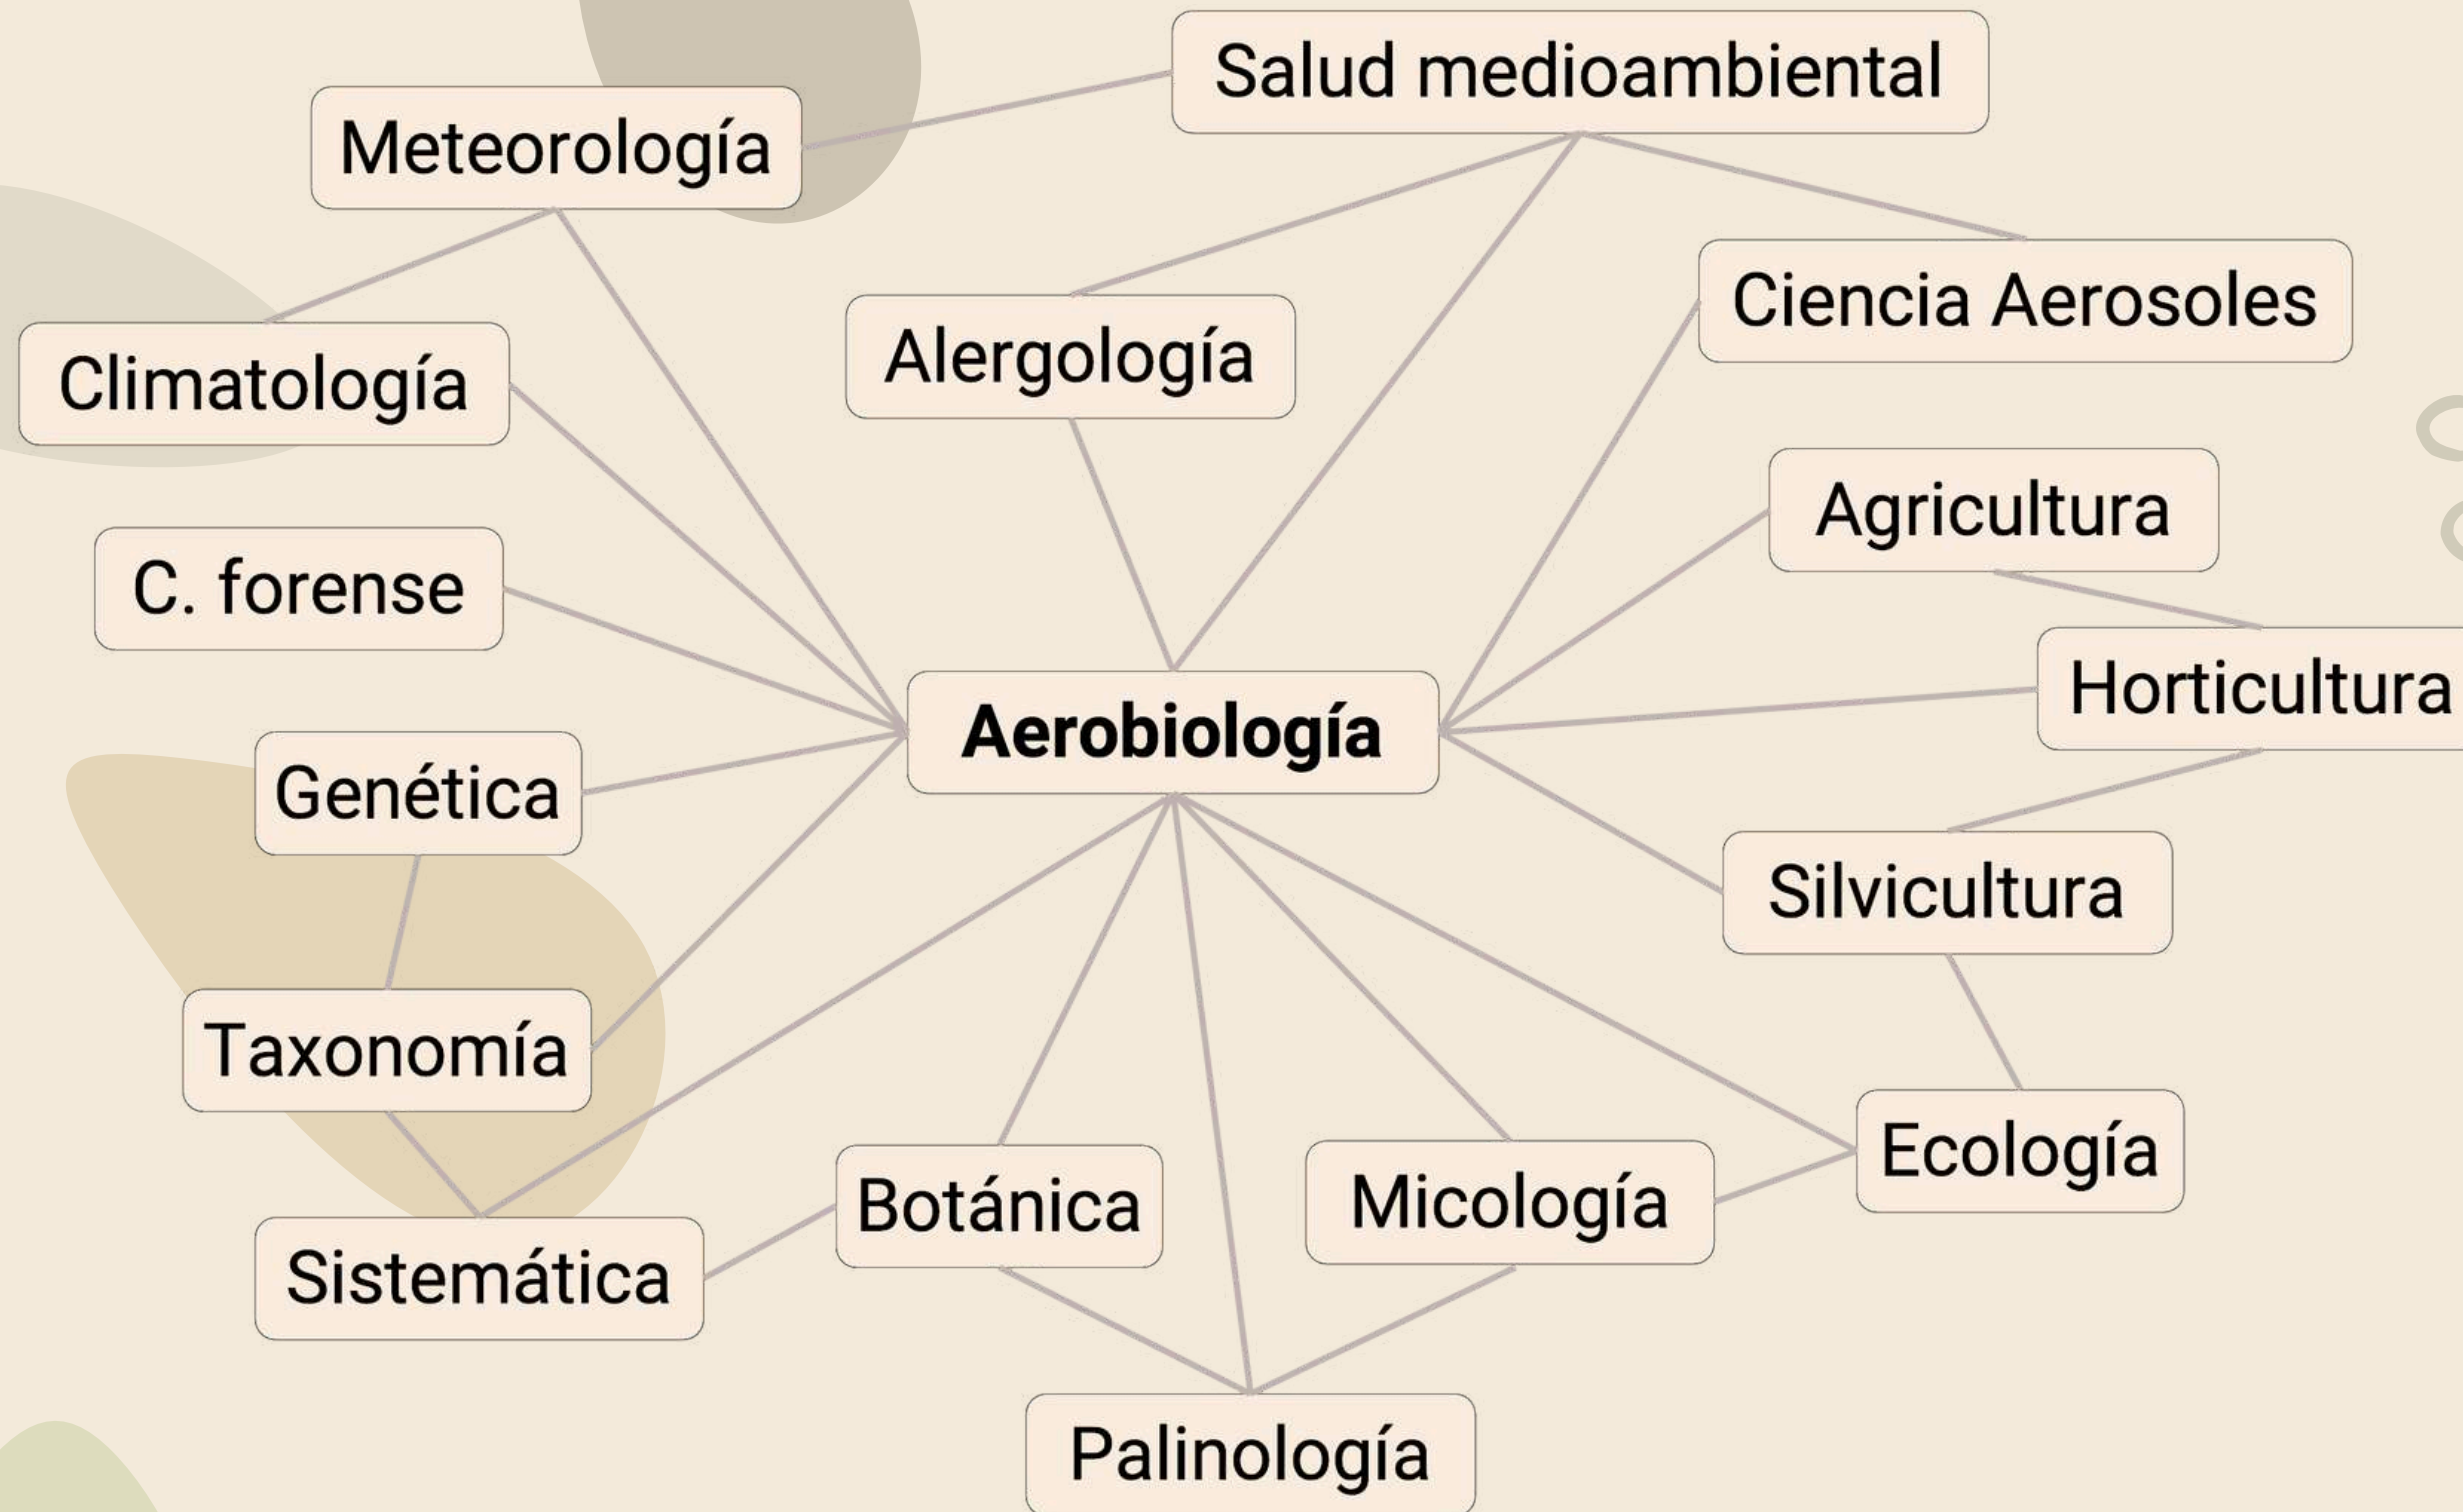 Salud medioambiental
Meteorología
Ciencia Aerosoles
Alergología
Climatología
Agricultura
C. forense
Horticultura
Aerobiología
Genética
Silvicultura
Taxonomía
Ecología
Botánica
Micología
Sistemática
Palinología